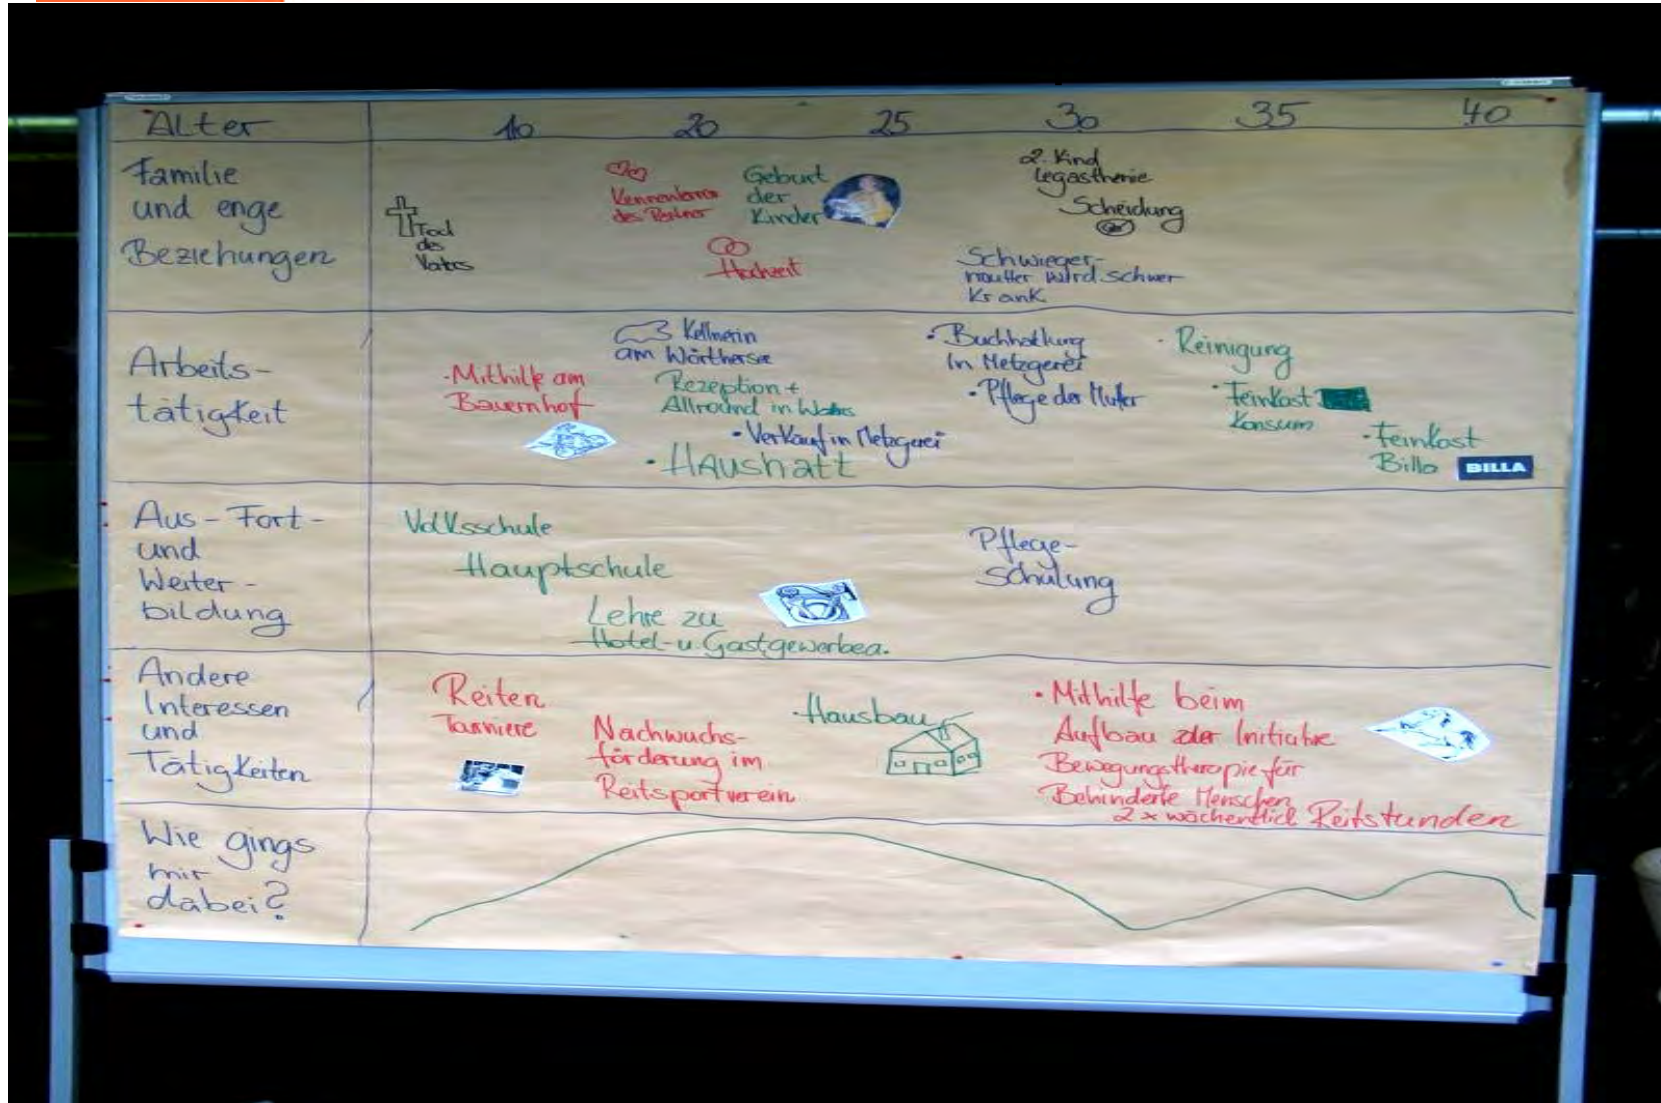 Alter 10 20 25 30 35 40
Familie
und enge
Beziehungen
Tod
des
Vaters
Kennenlernen
des Partner
Geburt
der
Kinder
Hochzeit
2. Kind
Legasthenie
Scheidung
Schwieger-
mutter wird schwer
Krank
Arbeits-
tätigkeit
·Mithilfe am
Bauernhof
Kellnerin
am Wörthersee
Rezeption +
Allround in
·Verkauf in Metzgerei
·Haushalt
·Buchhaltung
in Metzgerei
·Pflege der Mutter
·Reinigung
·Feinkost
Konsum
·Feinkost
Billa BILLA
Aus-Fort-
und
Weiter-
bildung
Volksschule
Hauptschule
Lehre zu
Hotel-u.Gastgewerbea.
Pflege-
Schulung
Andere
Interessen
und
Tätigkeiten
Reiten
Turniere
Nachwuchs-
förderung im
Reitsportverein
·Hausbau
·Mithilfe beim
Aufbau der Initiative
Bewegungstherapie für
Behinderte Menschen
2 x wöchentlich Reitstunden
Wie gings
mir
dabei?